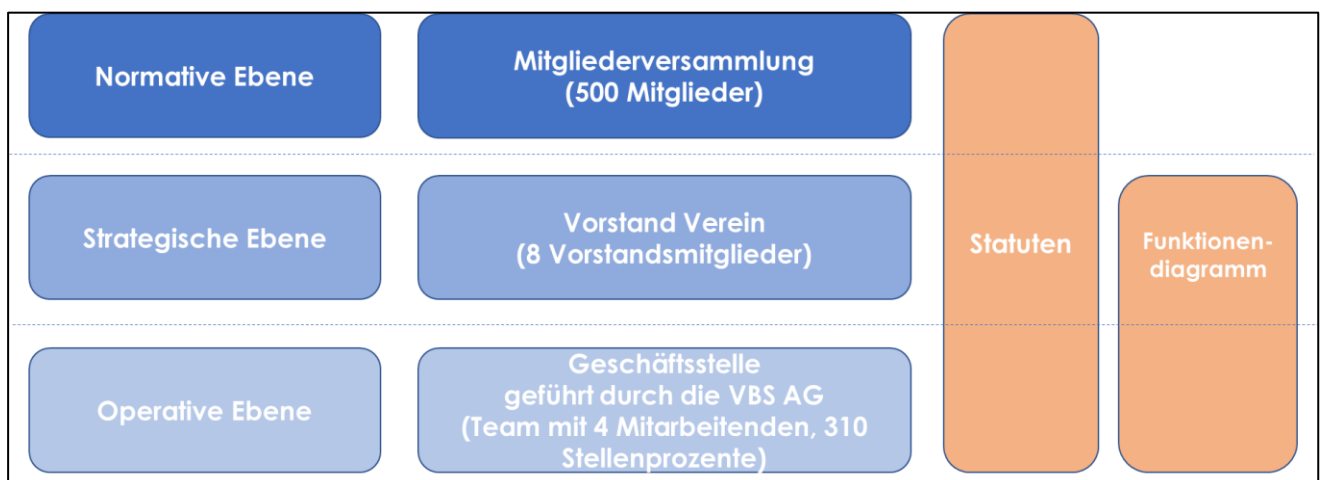 Normative Ebene
Mitgliederversammlung
(500 Mitglieder)
Strategische Ebene
Vorstand Verein
(8 Vorstandsmitglieder)
Statuten
Funktionen-
diagramm
Operative Ebene
Geschäftsstelle
geführt durch die VBS AG
(Team mit 4 Mitarbeitenden, 310
Stellenprozente)